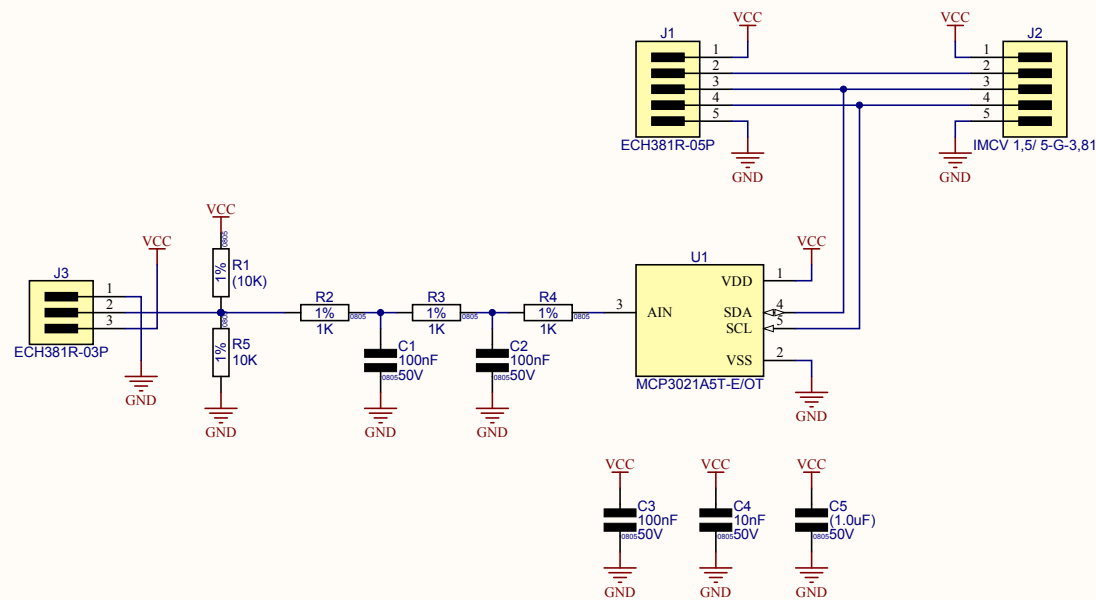 VCC
VCC
J1
J2
1
2
3
4
5
1
2
3
4
5
ECH381R-05P
IMCV 1,5/ 5-G-3,81
GND
GND
VCC
VCC
VCC
0805
J3
R1
1%
(10K)
U1
1
2
3
ECH381R-03P
0805
R5
1%
10K
R2
1%
0805
1K
R3
1%
0805
1K
R4
1%
0805
1K
3
AIN
VDD
1
SDA
4
SCL
5
VSS
2
MCP3021A5T-E/OT
C1
100nF
0805
50V
C2
100nF
0805
50V
GND
GND
GND
GND
GND
VCC
VCC
VCC
C3
100nF
0805
50V
C4
10nF
0805
50V
C5
(1.0uF)
0805
50V
GND
GND
GND